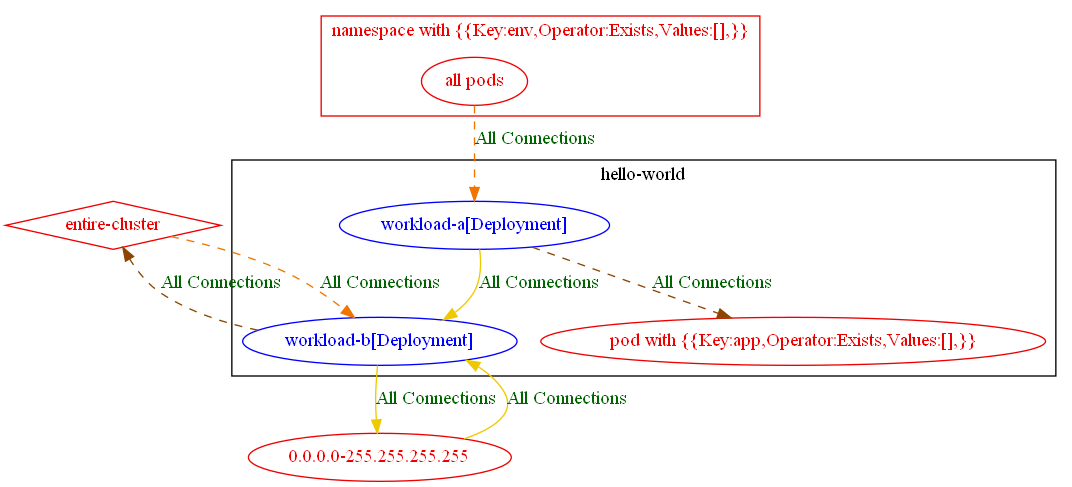 namespace with {{Key:env,Operator:Exists,Values:[],}}
all pods
All Connections
hello-world
entire-cluster
workload-a[Deployment]
All Connections
All Connections
All Connections
All Connections
workload-b[Deployment]
pod with {{Key:app,Operator:Exists,Values:[],}}
All Connections
All Connections
0.0.0.0-255.255.255.255